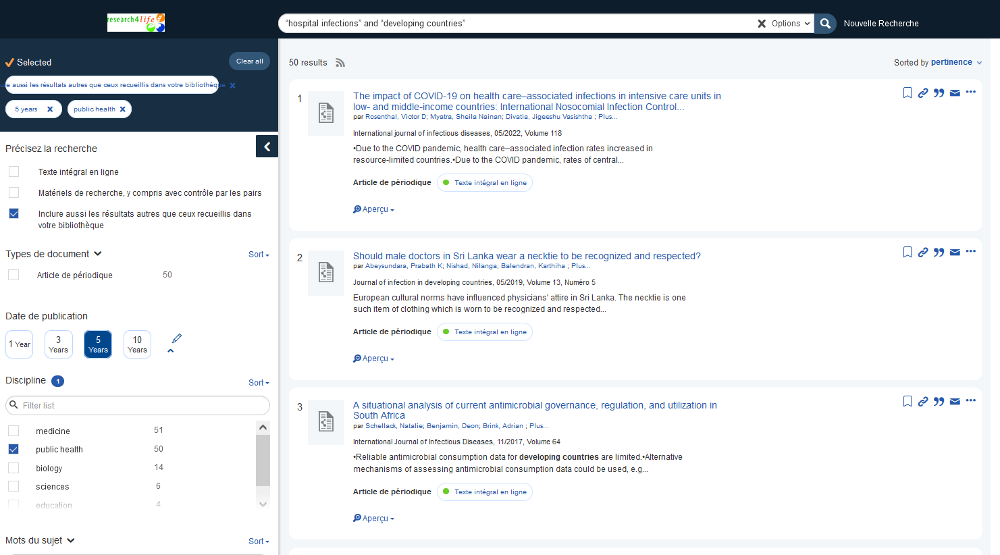 research4life
“hospital infections” and “developing countries”
Options
Nouvelle Recherche
Selected
Clear all
ure aussi les résultats autres que ceux recueillis dans votre bibliothèque
5 years
public health
Précisez la recherche
Texte intégral en ligne
Matériels de recherche, y compris avec contrôle par les pairs
Inclure aussi les résultats autres que ceux recueillis dans
votre bibliothèque
Types de document
Sort
Article de périodique 50
Date de publication
1 Year
3 Years
5 Years
10 Years
Discipline 1
Sort
Filter list
medicine 51
public health 50
biology 14
sciences 6
education 4
Mots du sujet
Sort
50 results
Sorted by pertinence
1
The impact of COVID-19 on health care–associated infections in intensive care units in
low- and middle-income countries: International Nosocomial Infection Control...
par Rosenthal, Victor D; Myatra, Sheila Nainan; Divatia, Jigeeshu Vasishtha ; Plus...
International journal of infectious diseases, 05/2022, Volume 118
•Due to the COVID pandemic, health care–associated infection rates increased in
resource-limited countries.•Due to the COVID pandemic, rates of central...
Article de périodique Texte intégral en ligne
Aperçu
2
Should male doctors in Sri Lanka wear a necktie to be recognized and respected?
par Abeysundara, Prabath K; Nishad, Nilanga; Balendran, Karthiha ; Plus...
Journal of infection in developing countries, 05/2019, Volume 13, Numéro 5
European cultural norms have influenced physicians' attire in Sri Lanka. The necktie is one
such item of clothing which is worn to be recognized and respected...
Article de périodique Texte intégral en ligne
Aperçu
3
A situational analysis of current antimicrobial governance, regulation, and utilization in
South Africa
par Schellack, Natalie; Benjamin, Deon; Brink, Adrian ; Plus...
International Journal of Infectious Diseases, 11/2017, Volume 64
•Reliable antimicrobial consumption data for developing countries are limited.•Alternative
mechanisms of assessing antimicrobial consumption data could be used, e.g...
Article de périodique Texte intégral en ligne
Aperçu